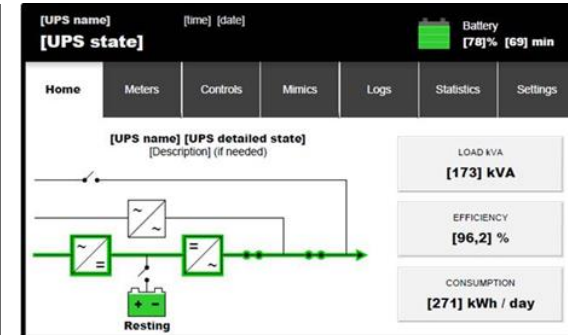 [UPS name] [time] [date]
[UPS state]
Battery
[78]% [69] min
Home Meters Controls Mimics Logs Statistics Settings
[UPS name] [UPS detailed state]
[Description] (if needed)
LOAD kVA
[173] kVA
EFFICIENCY
[96,2] %
CONSUMPTION
[271] kWh / day
Resting